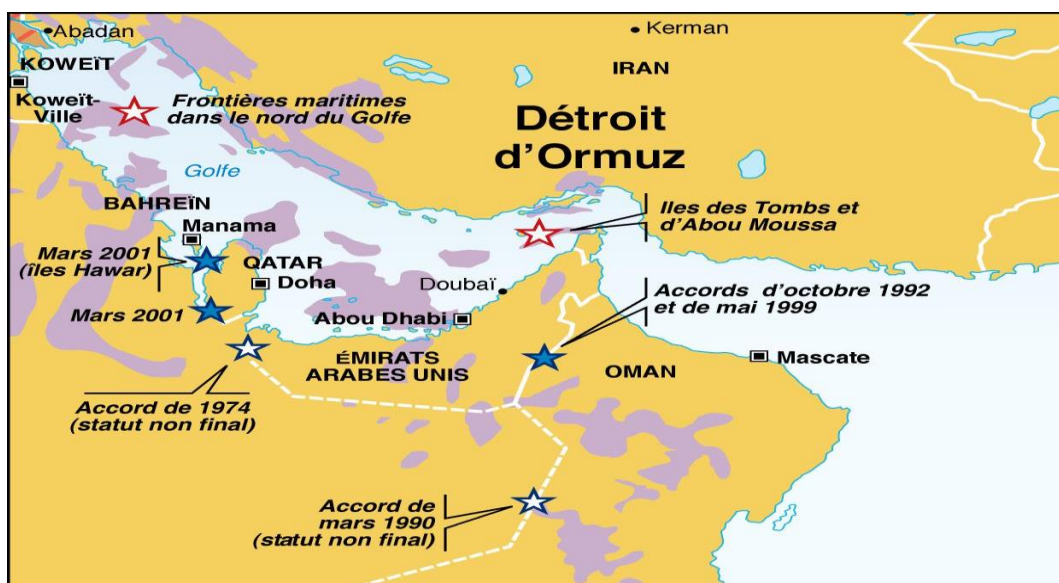 Abadan
Kerman
KOWEÏT
IRAN
Koweït-
Ville
Frontières maritimes
dans le nord du Golfe
Détroit
d'Ormuz
Golfe
BAHREÏN
Manama
Iles des Tombs et
d'Abou Moussa
Mars 2001
(îles Hawar)
QATAR
Doha
Doubaï
Accords d'octobre 1992
et de mai 1999
Mars 2001
Abou Dhabi
Mascate
ÉMIRATS
ARABES UNIS
OMAN
Accord de 1974
(statut non final)
Accord de
mars 1990
(statut non final)